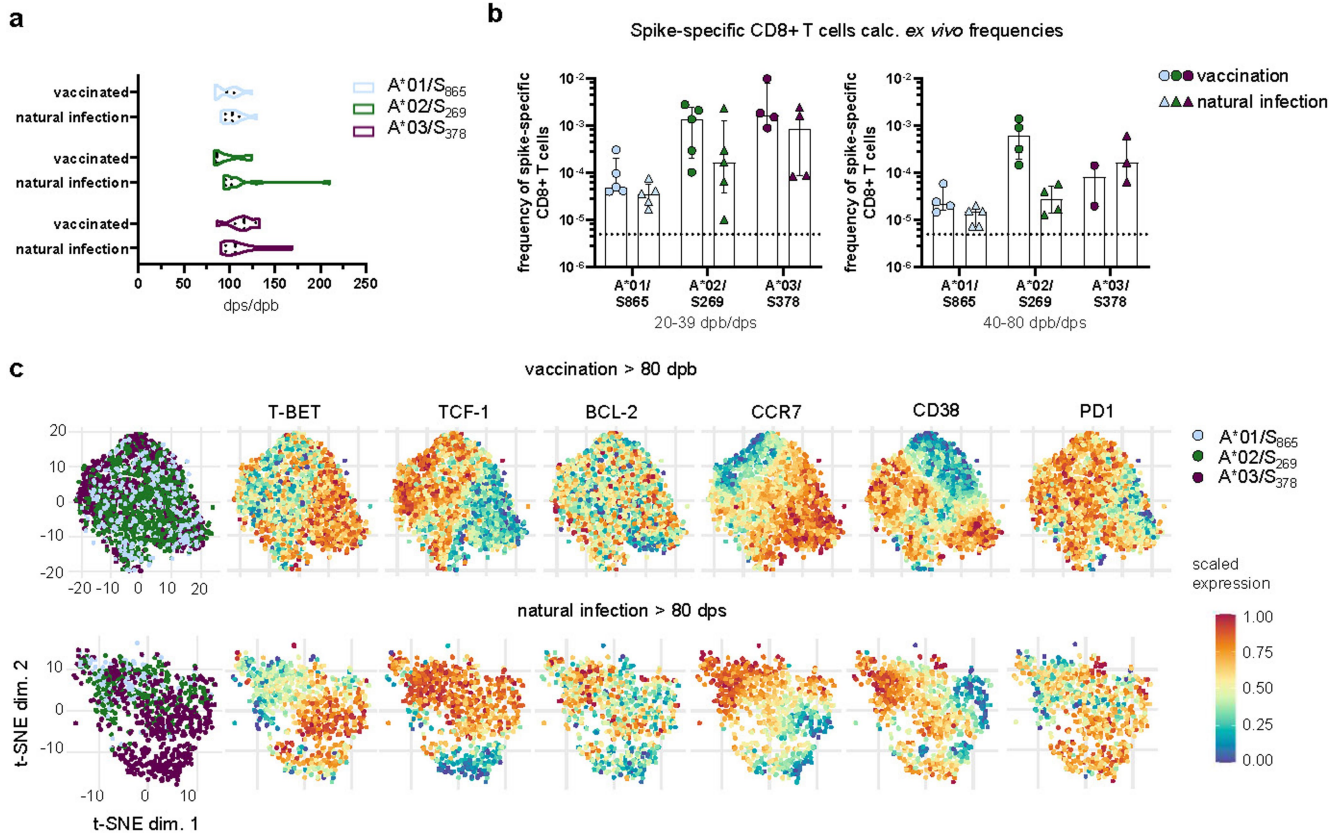 a
vaccinated
natural infection
vaccinated
natural infection
vaccinated
natural infection
0 50 100 150 200 250
dps/dpb
A*01/S865
A*02/S269
A*03/S378
b
Spike-specific CD8+ T cells calc. ex vivo frequencies
frequency of spike-specific
CD8+ T cells
10-2
10-3
10-4
10-5
10-6
A*01/ A*02/ A*03/
S865 S269 S378
20-39 dpb/dps
frequency of spike-specific
CD8+ T cells
10-2
10-3
10-4
10-5
10-6
A*01/ A*02/ A*03/
S865 S269 S378
40-80 dpb/dps
vaccination
natural infection
c
vaccination > 80 dpb
T-BET TCF-1 BCL-2 CCR7 CD38 PD1
20
10
0
-10
-20
-20 -10 0 10 20
A*01/S865
A*02/S269
A*03/S378
natural infection > 80 dps
t-SNE dim. 2
10
0
-10
-10 0 10
t-SNE dim. 1
scaled
expression
1.00
0.75
0.50
0.25
0.00